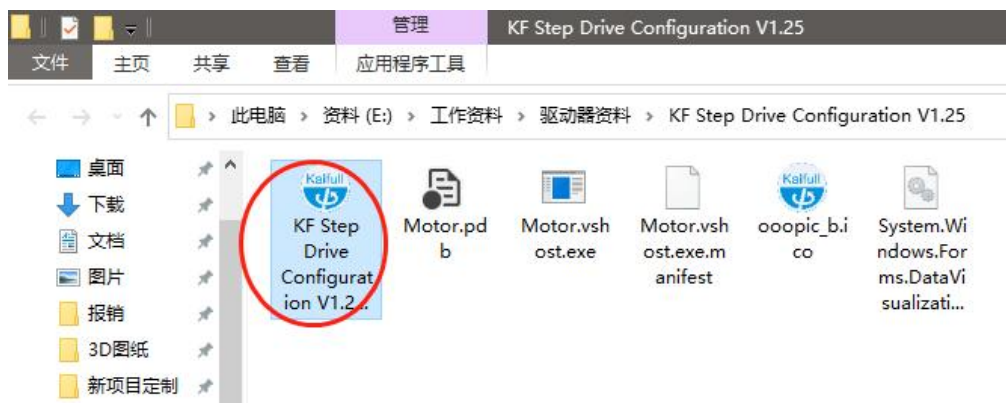 管理
KF Step Drive Configuration V1.25
文件
主页
共享
查看
应用程序工具
此电脑 › 资料 (E:) › 工作资料 › 驱动器资料 › KF Step Drive Configuration V1.25
桌面
下载
文档
图片
报销
3D图纸
新项目定制
Kaifull
KF Step
Drive
Configurat
ion V1.2...
Motor.pd
b
Motor.vsh
ost.exe
Motor.vsh
ost.exe.m
anifest
Kaifull
ooopic_b.i
co
System.Wi
ndows.For
ms.DataVi
sualizati...